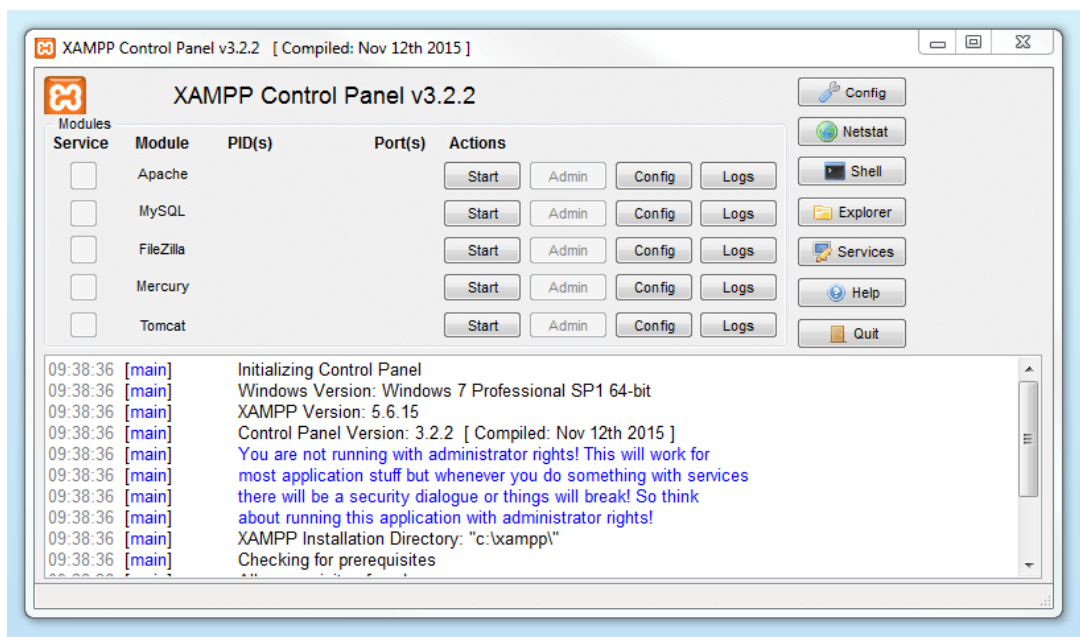 XAMPP Control Panel v3.2.2 [ Compiled: Nov 12th 2015 ]
XAMPP Control Panel v3.2.2
Config
Modules
Service Module PID(s) Port(s) Actions
Netstat
Apache Start Admin Config Logs
Shell
MySQL Start Admin Config Logs
Explorer
FileZilla Start Admin Config Logs
Services
Mercury Start Admin Config Logs
Help
Tomcat Start Admin Config Logs
Quit
09:38:36 [main] Initializing Control Panel
09:38:36 [main] Windows Version: Windows 7 Professional SP1 64-bit
09:38:36 [main] XAMPP Version: 5.6.15
09:38:36 [main] Control Panel Version: 3.2.2 [ Compiled: Nov 12th 2015 ]
09:38:36 [main] You are not running with administrator rights! This will work for
09:38:36 [main] most application stuff but whenever you do something with services
09:38:36 [main] there will be a security dialogue or things will break! So think
09:38:36 [main] about running this application with administrator rights!
09:38:36 [main] XAMPP Installation Directory: "c:\xampp\"
09:38:36 [main] Checking for prerequisites